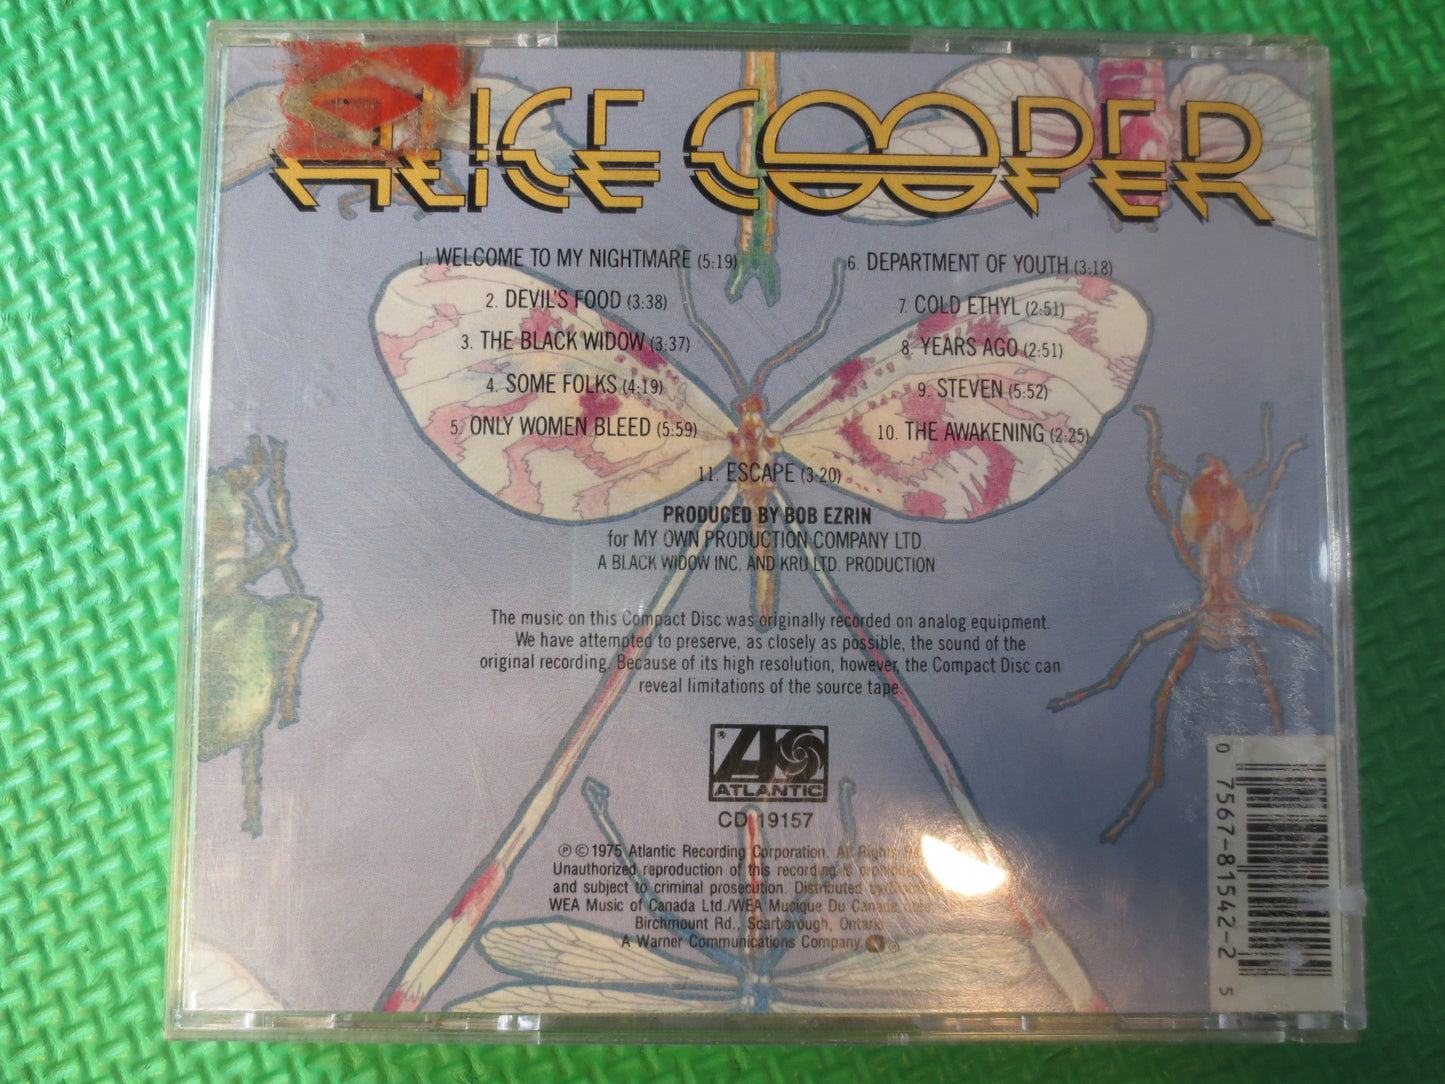 ALICE COOPER
1. WELCOME TO MY NIGHTMARE (5:19)
2. DEVIL'S FOOD (3:38)
3. THE BLACK WIDOW (3:37)
4. SOME FOLKS (4:19)
5. ONLY WOMEN BLEED (5:59)
6. DEPARTMENT OF YOUTH (3:18)
7. COLD ETHYL (2:51)
8. YEARS AGO (2:51)
9. STEVEN (5:52)
10. THE AWAKENING (2:25)
11. ESCAPE (3:20)
PRODUCED BY BOB EZRIN
for MY OWN PRODUCTION COMPANY LTD.
A BLACK WIDOW INC. AND KRU LTD. PRODUCTION
The music on this Compact Disc was originally recorded on analog equipment.
We have attempted to preserve, as closely as possible, the sound of the
original recording. Because of its high resolution, however, the Compact Disc can
reveal limitations of the source tape.
ATLANTIC ®
CD 19157
℗ © 1975 Atlantic Recording Corporation. All Rights
Unauthorized reproduction of this recording is
and subject to criminal prosecution. Distributed by
WEA Music of Canada Ltd./WEA Musique Du Canada
Birchmount Rd., Scarborough, Ontario
A Warner Communications Company
0 7567-81542-2 5